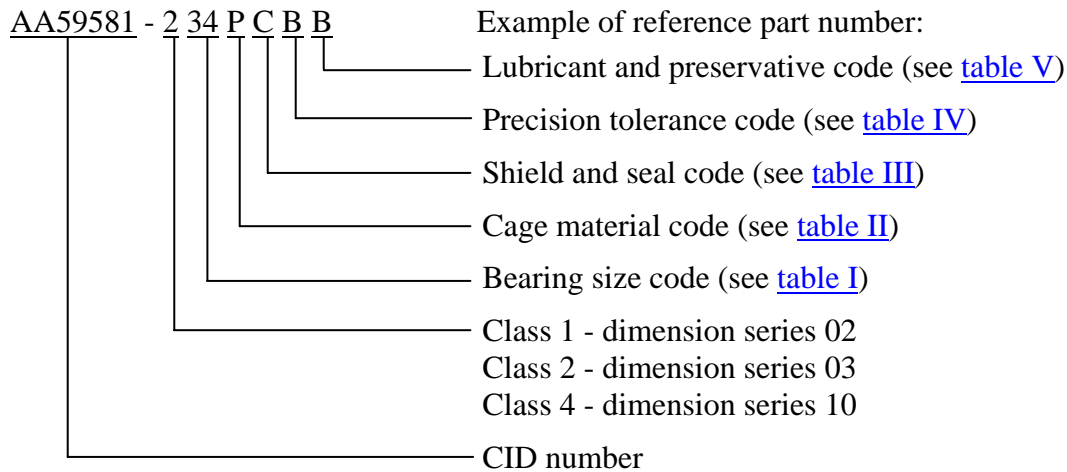 AA59581 - 2 34 P C B B Example of reference part number:
Lubricant and preservative code (see table V)
Precision tolerance code (see table IV)
Shield and seal code (see table III)
Cage material code (see table II)
Bearing size code (see table I)
Class 1 - dimension series 02
Class 2 - dimension series 03
Class 4 - dimension series 10
CID number